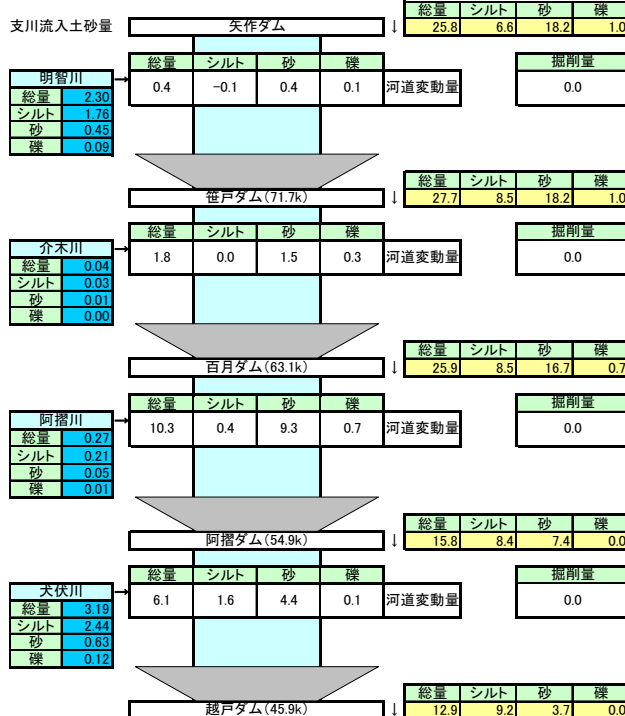 総量 シルト 砂 礫
支川流入土砂量 矢作ダム ↓ 25.8 6.6 18.2 1.0
総量 シルト 砂 礫 掘削量
明智川 → 0.4 −0.1 0.4 0.1 河道変動量 0.0
総量 2.30
シルト 1.76
砂 0.45
礫 0.09
総量 シルト 砂 礫
笹戸ダム(71.7k) ↓ 27.7 8.5 18.2 1.0
総量 シルト 砂 礫 掘削量
介木川 → 1.8 0.0 1.5 0.3 河道変動量 0.0
総量 0.04
シルト 0.03
砂 0.01
礫 0.00
総量 シルト 砂 礫
百月ダム(63.1k) ↓ 25.9 8.5 16.7 0.7
総量 シルト 砂 礫 掘削量
阿摺川 → 10.3 0.4 9.3 0.7 河道変動量 0.0
総量 0.27
シルト 0.21
砂 0.05
礫 0.01
総量 シルト 砂 礫
阿摺ダム(54.9k) ↓ 15.8 8.4 7.4 0.0
総量 シルト 砂 礫 掘削量
犬伏川 → 6.1 1.6 4.4 0.1 河道変動量 0.0
総量 3.19
シルト 2.44
砂 0.63
礫 0.12
総量 シルト 砂 礫
越戸ダム(45.9k) ↓ 12.9 9.2 3.7 0.0